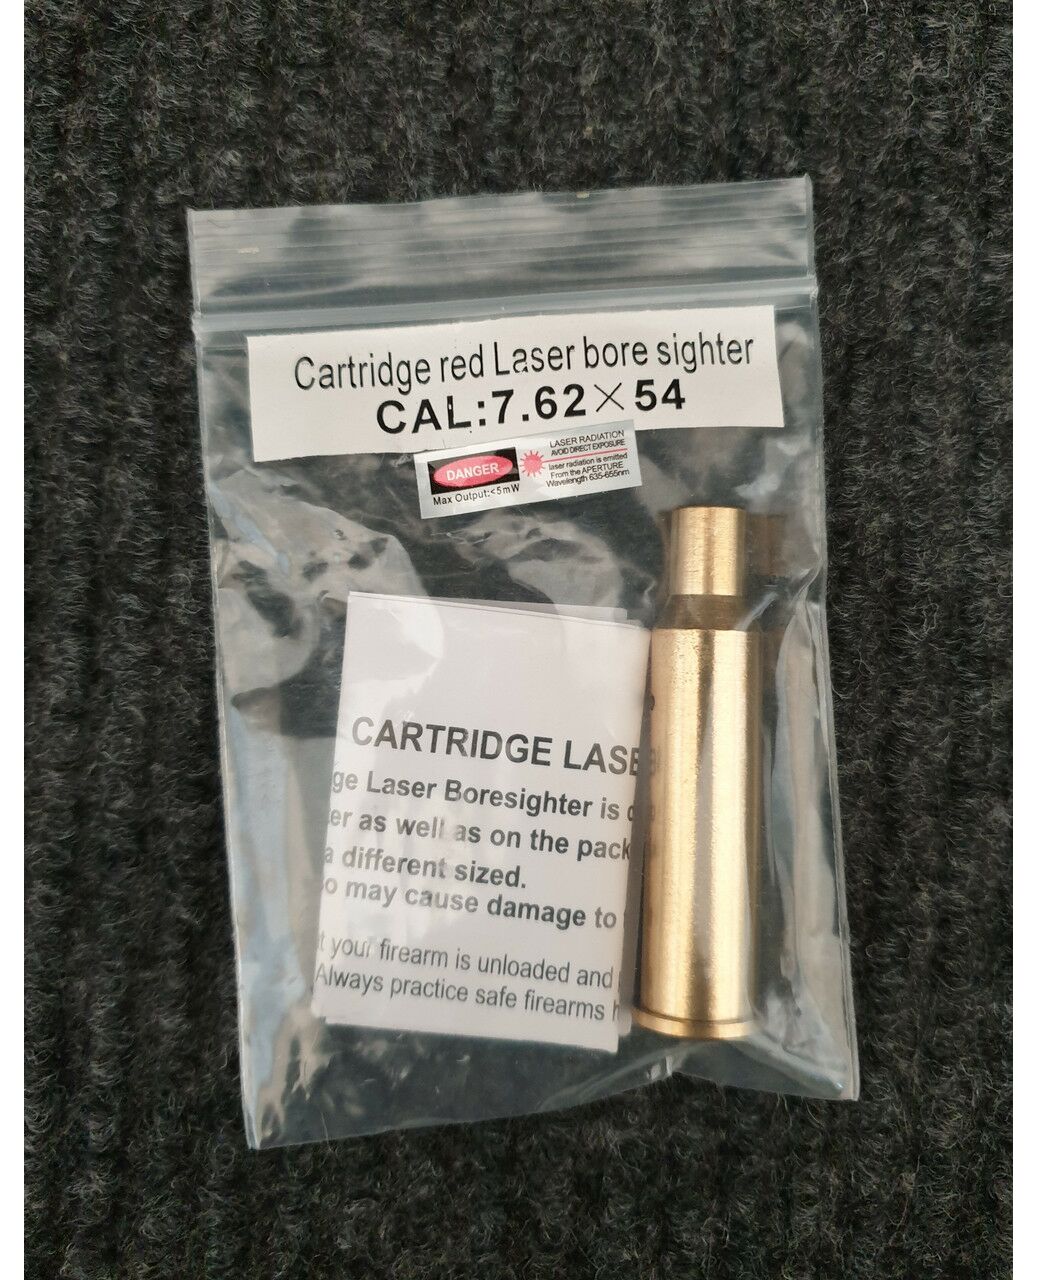 Cartridge red Laser bore sighter
CAL:7.62×54
DANGER
Max Output:<5mW
LASER RADIATION
AVOID DIRECT EXPOSURE
laser radiation is emitted
From the APERTURE
Wavelength 635-655nm
CARTRIDGE LASE
ge Laser Boresighter is
er as well as on the pack
a different sized.
o may cause damage to
t your firearm is unloaded and
Always practice safe firearms h